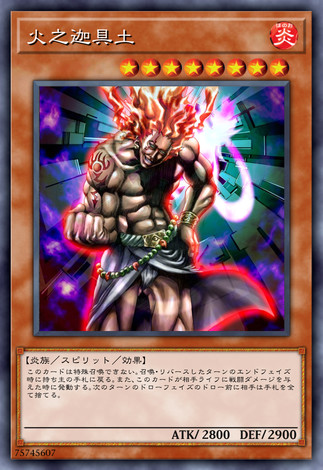 火之迦具土
炎
【炎族／スピリット／効果】
このカードは特殊召喚できない。召喚・リバースしたターンのエンドフェイズ
時に持ち主の手札に戻る。また、このカードが相手ライフに戦闘ダメージを与
えた時に発動する。次のターンのドローフェイズのドロー前に相手は手札を全
て捨てる。
ATK/ 2800 DEF/2900
75745607